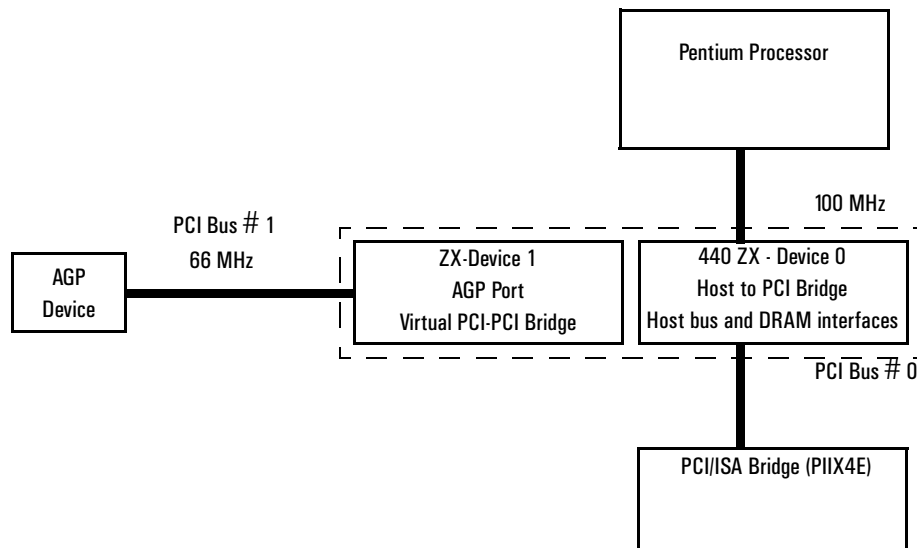 Pentium Processor
100 MHz
PCI Bus # 1
66 MHz
AGP
Device
ZX-Device 1
AGP Port
Virtual PCI-PCI Bridge
440 ZX - Device 0
Host to PCI Bridge
Host bus and DRAM interfaces
PCI Bus # 0
PCI/ISA Bridge (PIIX4E)